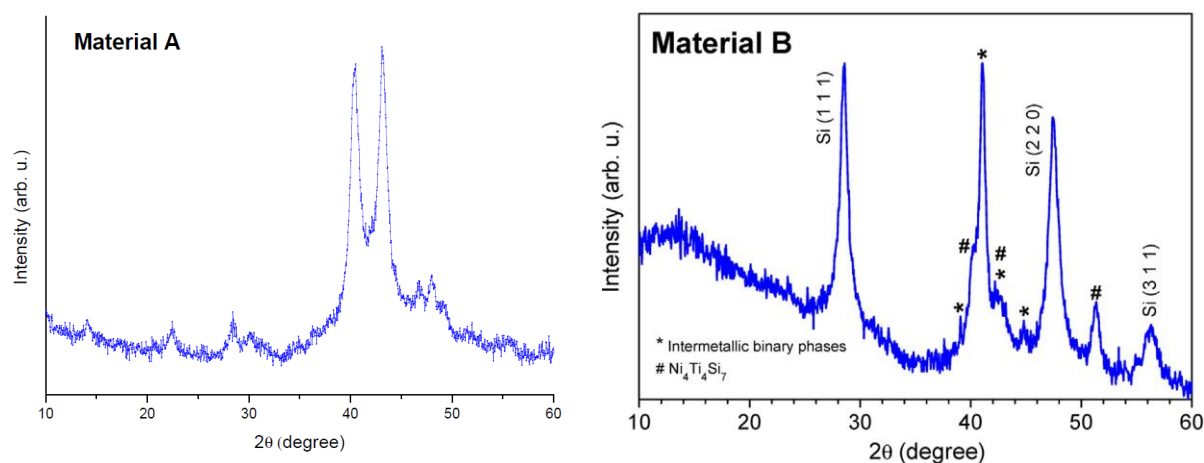 Material A
Intensity (arb. u.)
10 20 30 40 50 60
2θ (degree)
Material B
Intensity (arb. u.)
Si (1 1 1)
*
Si (2 2 0)
#
#
*
*
*
#
Si (3 1 1)
* Intermetallic binary phases
# Ni₄Ti₄Si₇
10 20 30 40 50 60
2θ (degree)